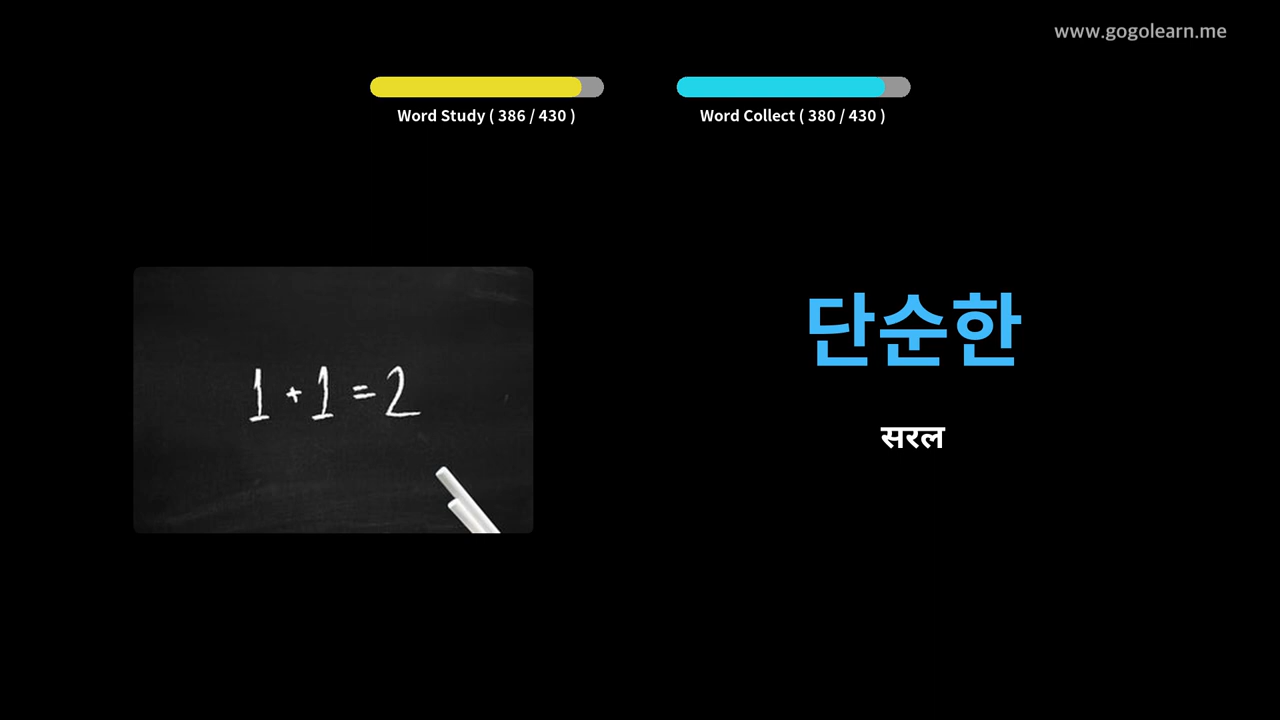 www.gogolearn.me
Word Study ( 386 / 430 )
Word Collect ( 380 / 430 )
1 + 1 = 2
단순한
सरल